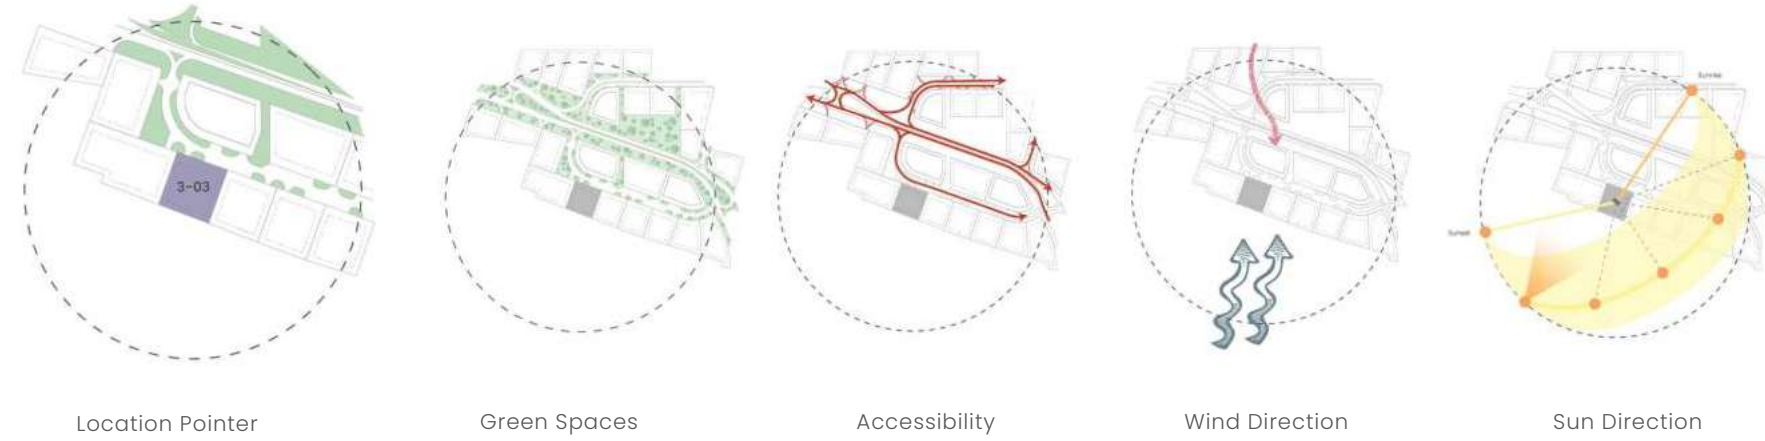 3-03
Sunrise
Sunset
Location Pointer
Green Spaces
Accessibility
Wind Direction
Sun Direction